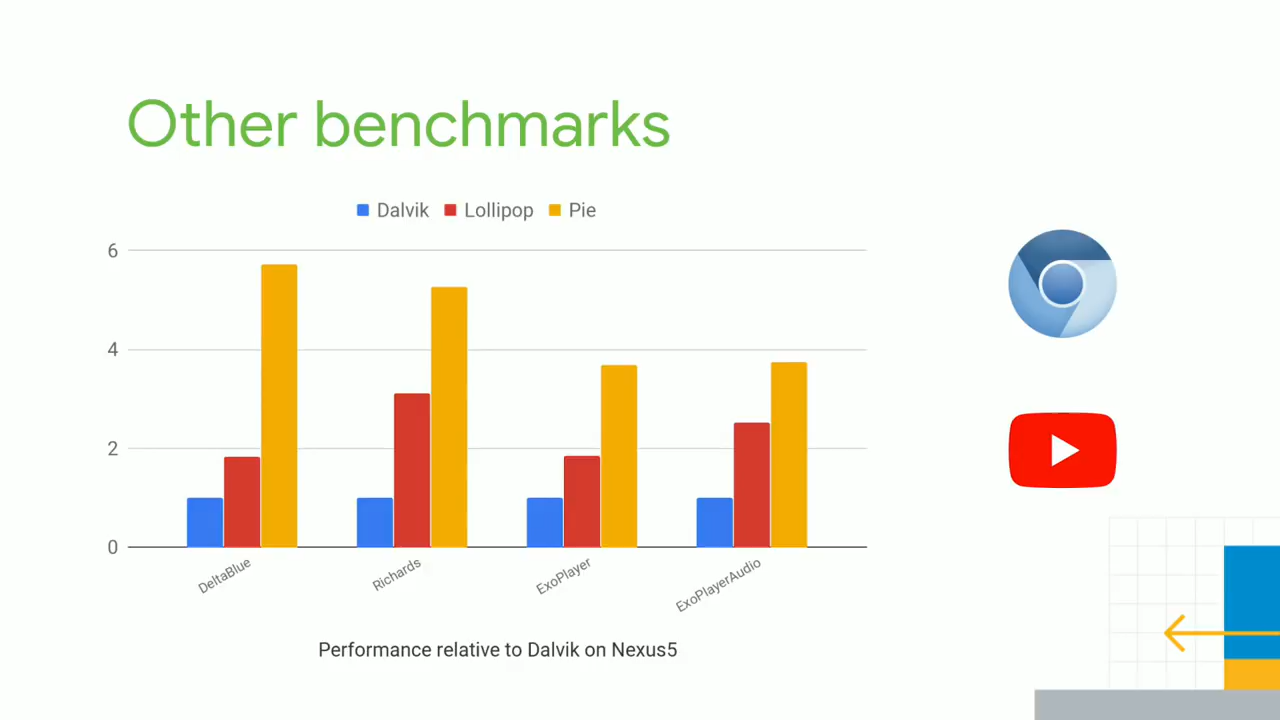 Other benchmarks
Dalvik Lollipop Pie
6
4
2
0
DeltaBlue
Richards
ExoPlayer
ExoPlayerAudio
Performance relative to Dalvik on Nexus5